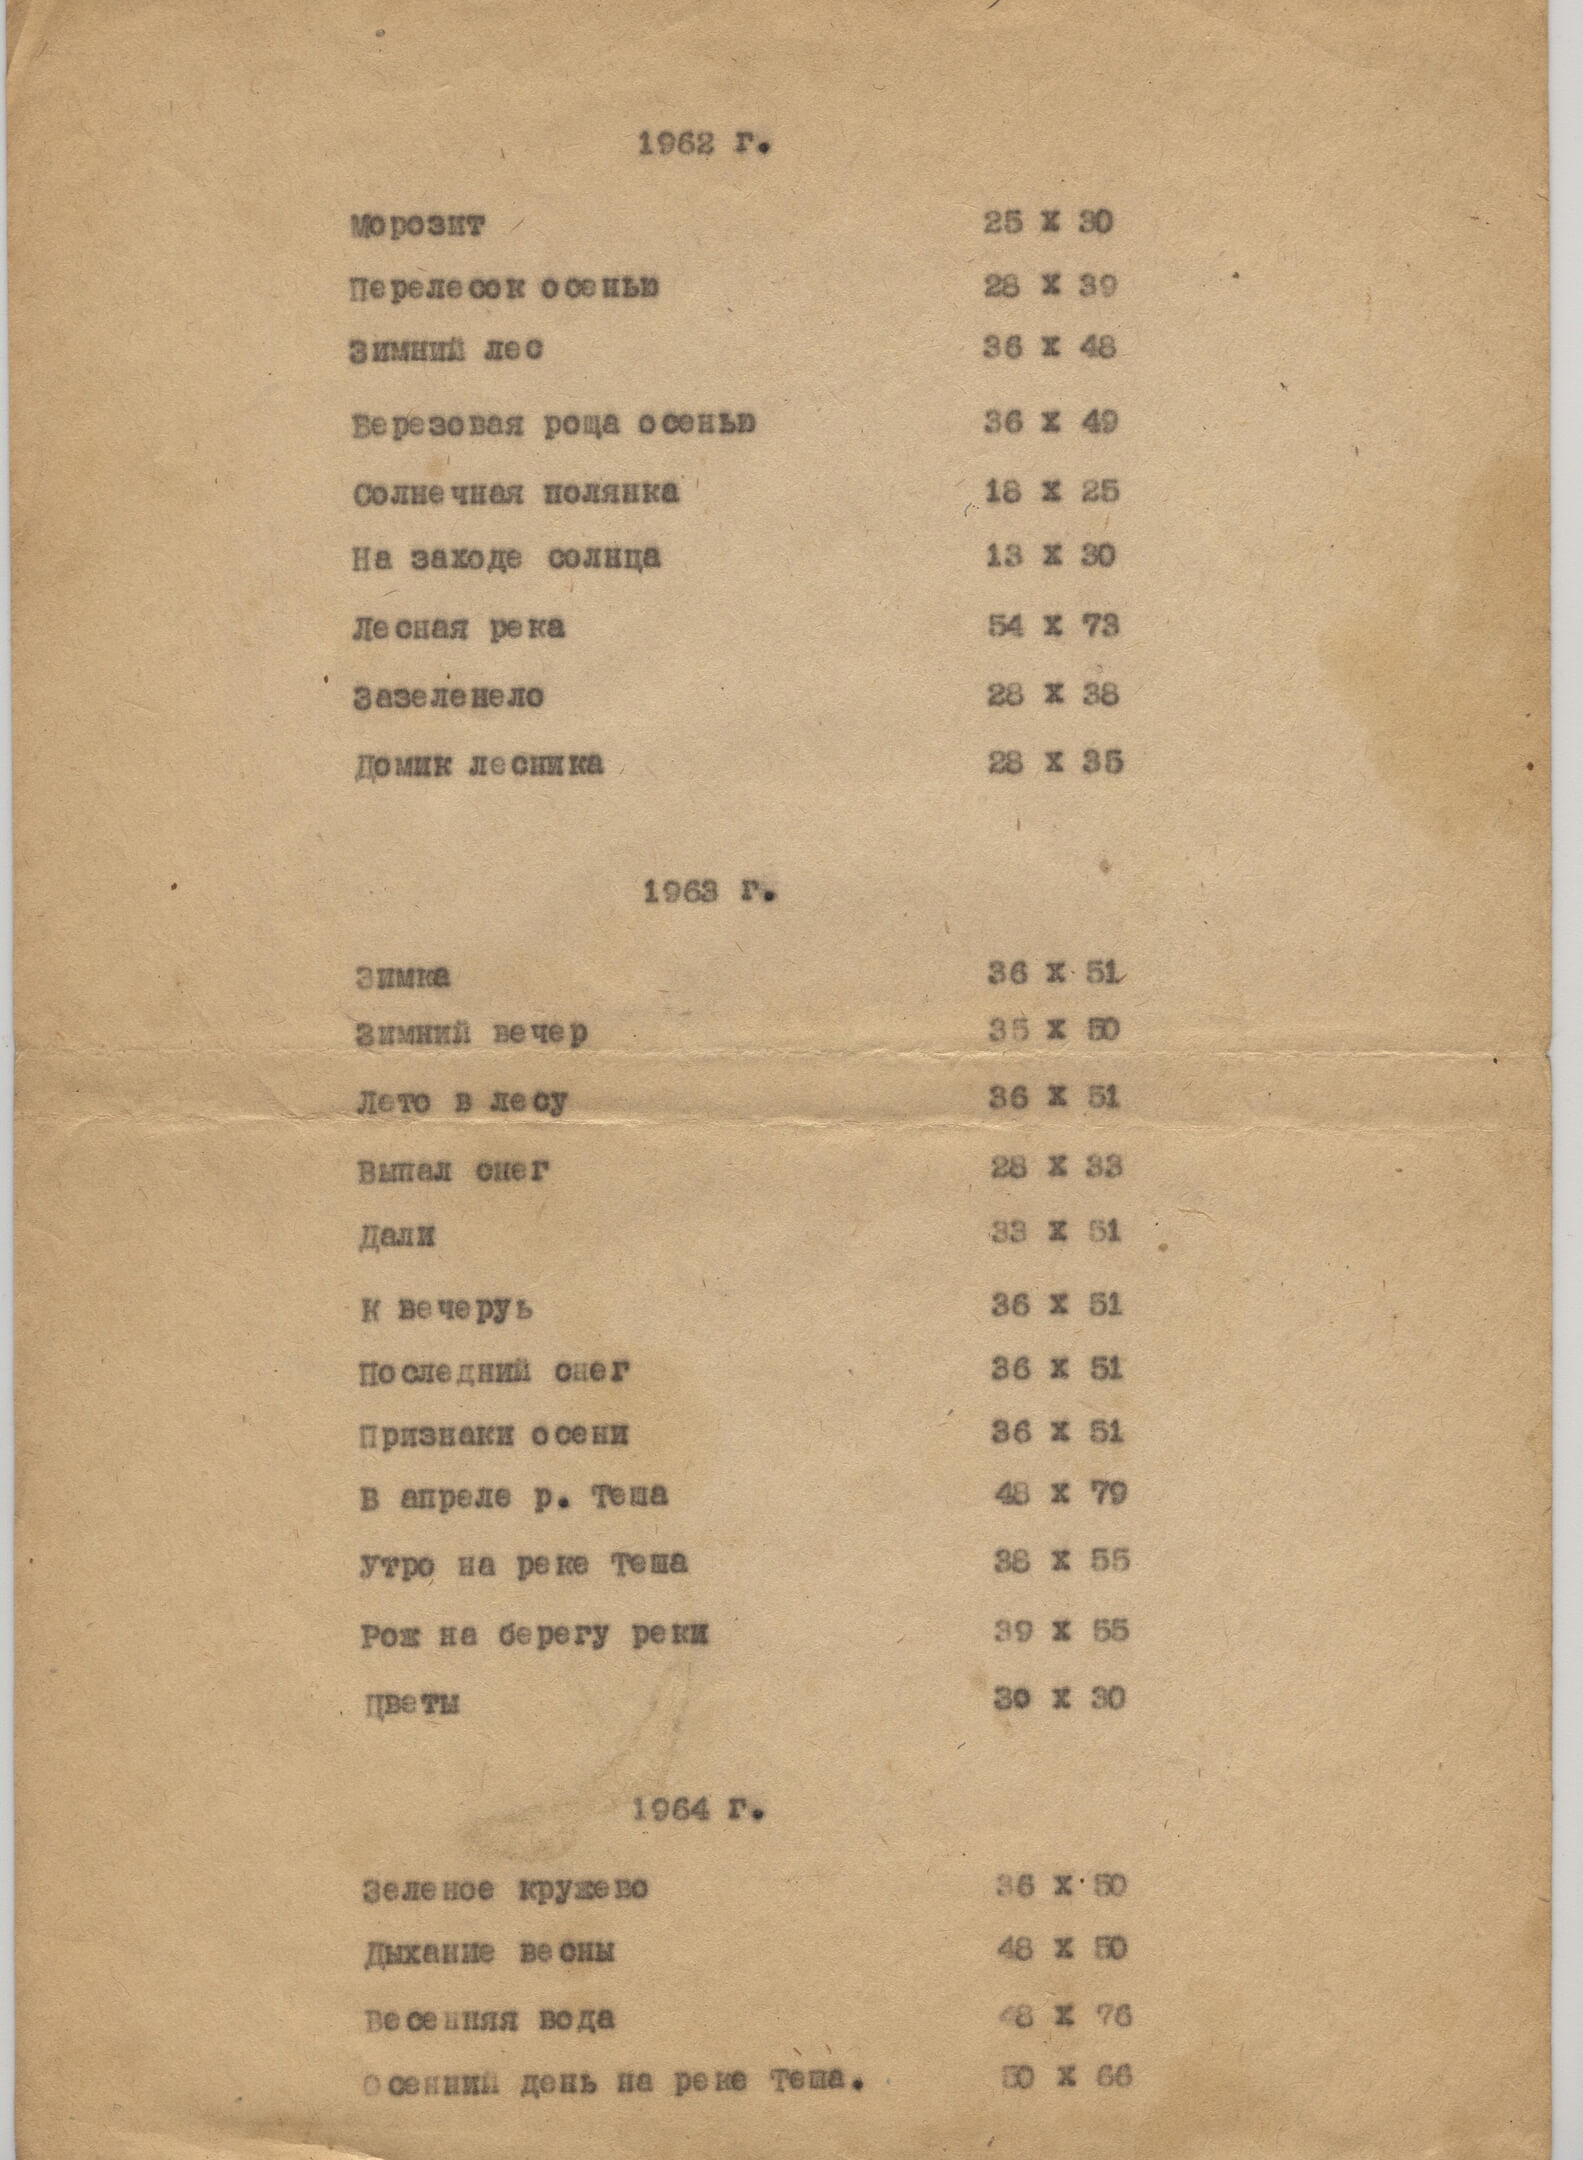 1962 г.
Морозит 25 х 30
Перелесок осенью 28 х 39
Зимний лес 36 х 48
Березовая роща осенью 36 х 49
Солнечная полянка 18 х 25
На заходе солнца 13 х 30
Лесная река 54 х 73
Зазеленело 28 х 38
Домик лесника 28 х 35
1963 г.
Зимка 36 х 51
Зимний вечер 35 х 50
Лето в лесу 36 х 51
Выпал снег 28 х 33
Дали 33 х 51
К вечеруь 36 х 51
Последний снег 36 х 51
Признаки осени 36 х 51
В апреле р. Теша 48 х 79
Утро на реке Теша 38 х 55
Рож на берегу реки 39 х 55
Цветы 30 х 30
1964 г.
Зеленое кружево 36 х 50
Дыхание весны 48 х 50
Весенняя вода 48 х 76
Осенний день на реке Теша. 50 х 66